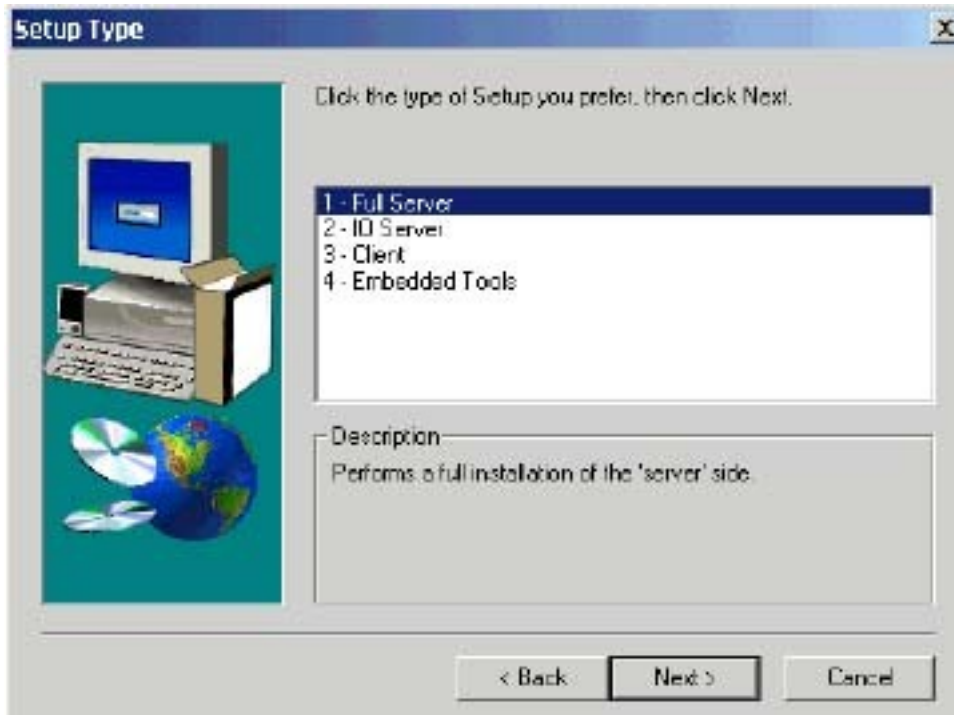 Setup Type
Click the type of Setup you prefer, then click Next.
1 - Full Server
2 - IO Server
3 - Client
4 - Embedded Tools
Description
Performs a full installation of the 'server' side.
< Back
Next >
Cancel